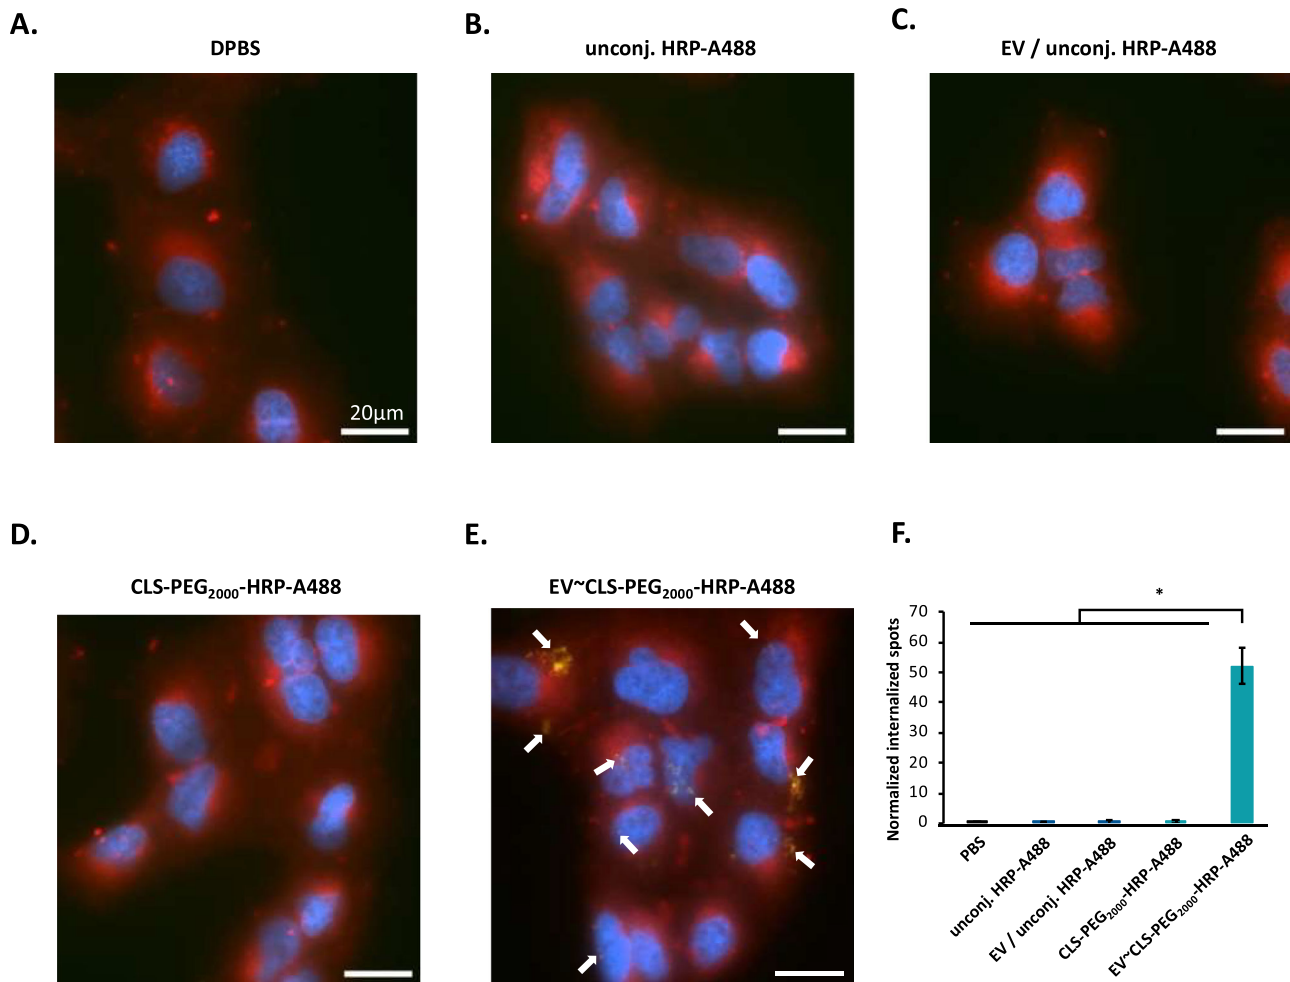 A.
DPBS
20µm
B.
unconj. HRP-A488
C.
EV / unconj. HRP-A488
D.
CLS-PEG2000-HRP-A488
E.
EV~CLS-PEG2000-HRP-A488
F.
*
Normalized internalized spots
70
60
50
40
30
20
10
0
PBS
unconj. HRP-A488
EV / unconj. HRP-A488
CLS-PEG2000-HRP-A488
EV~CLS-PEG2000-HRP-A488